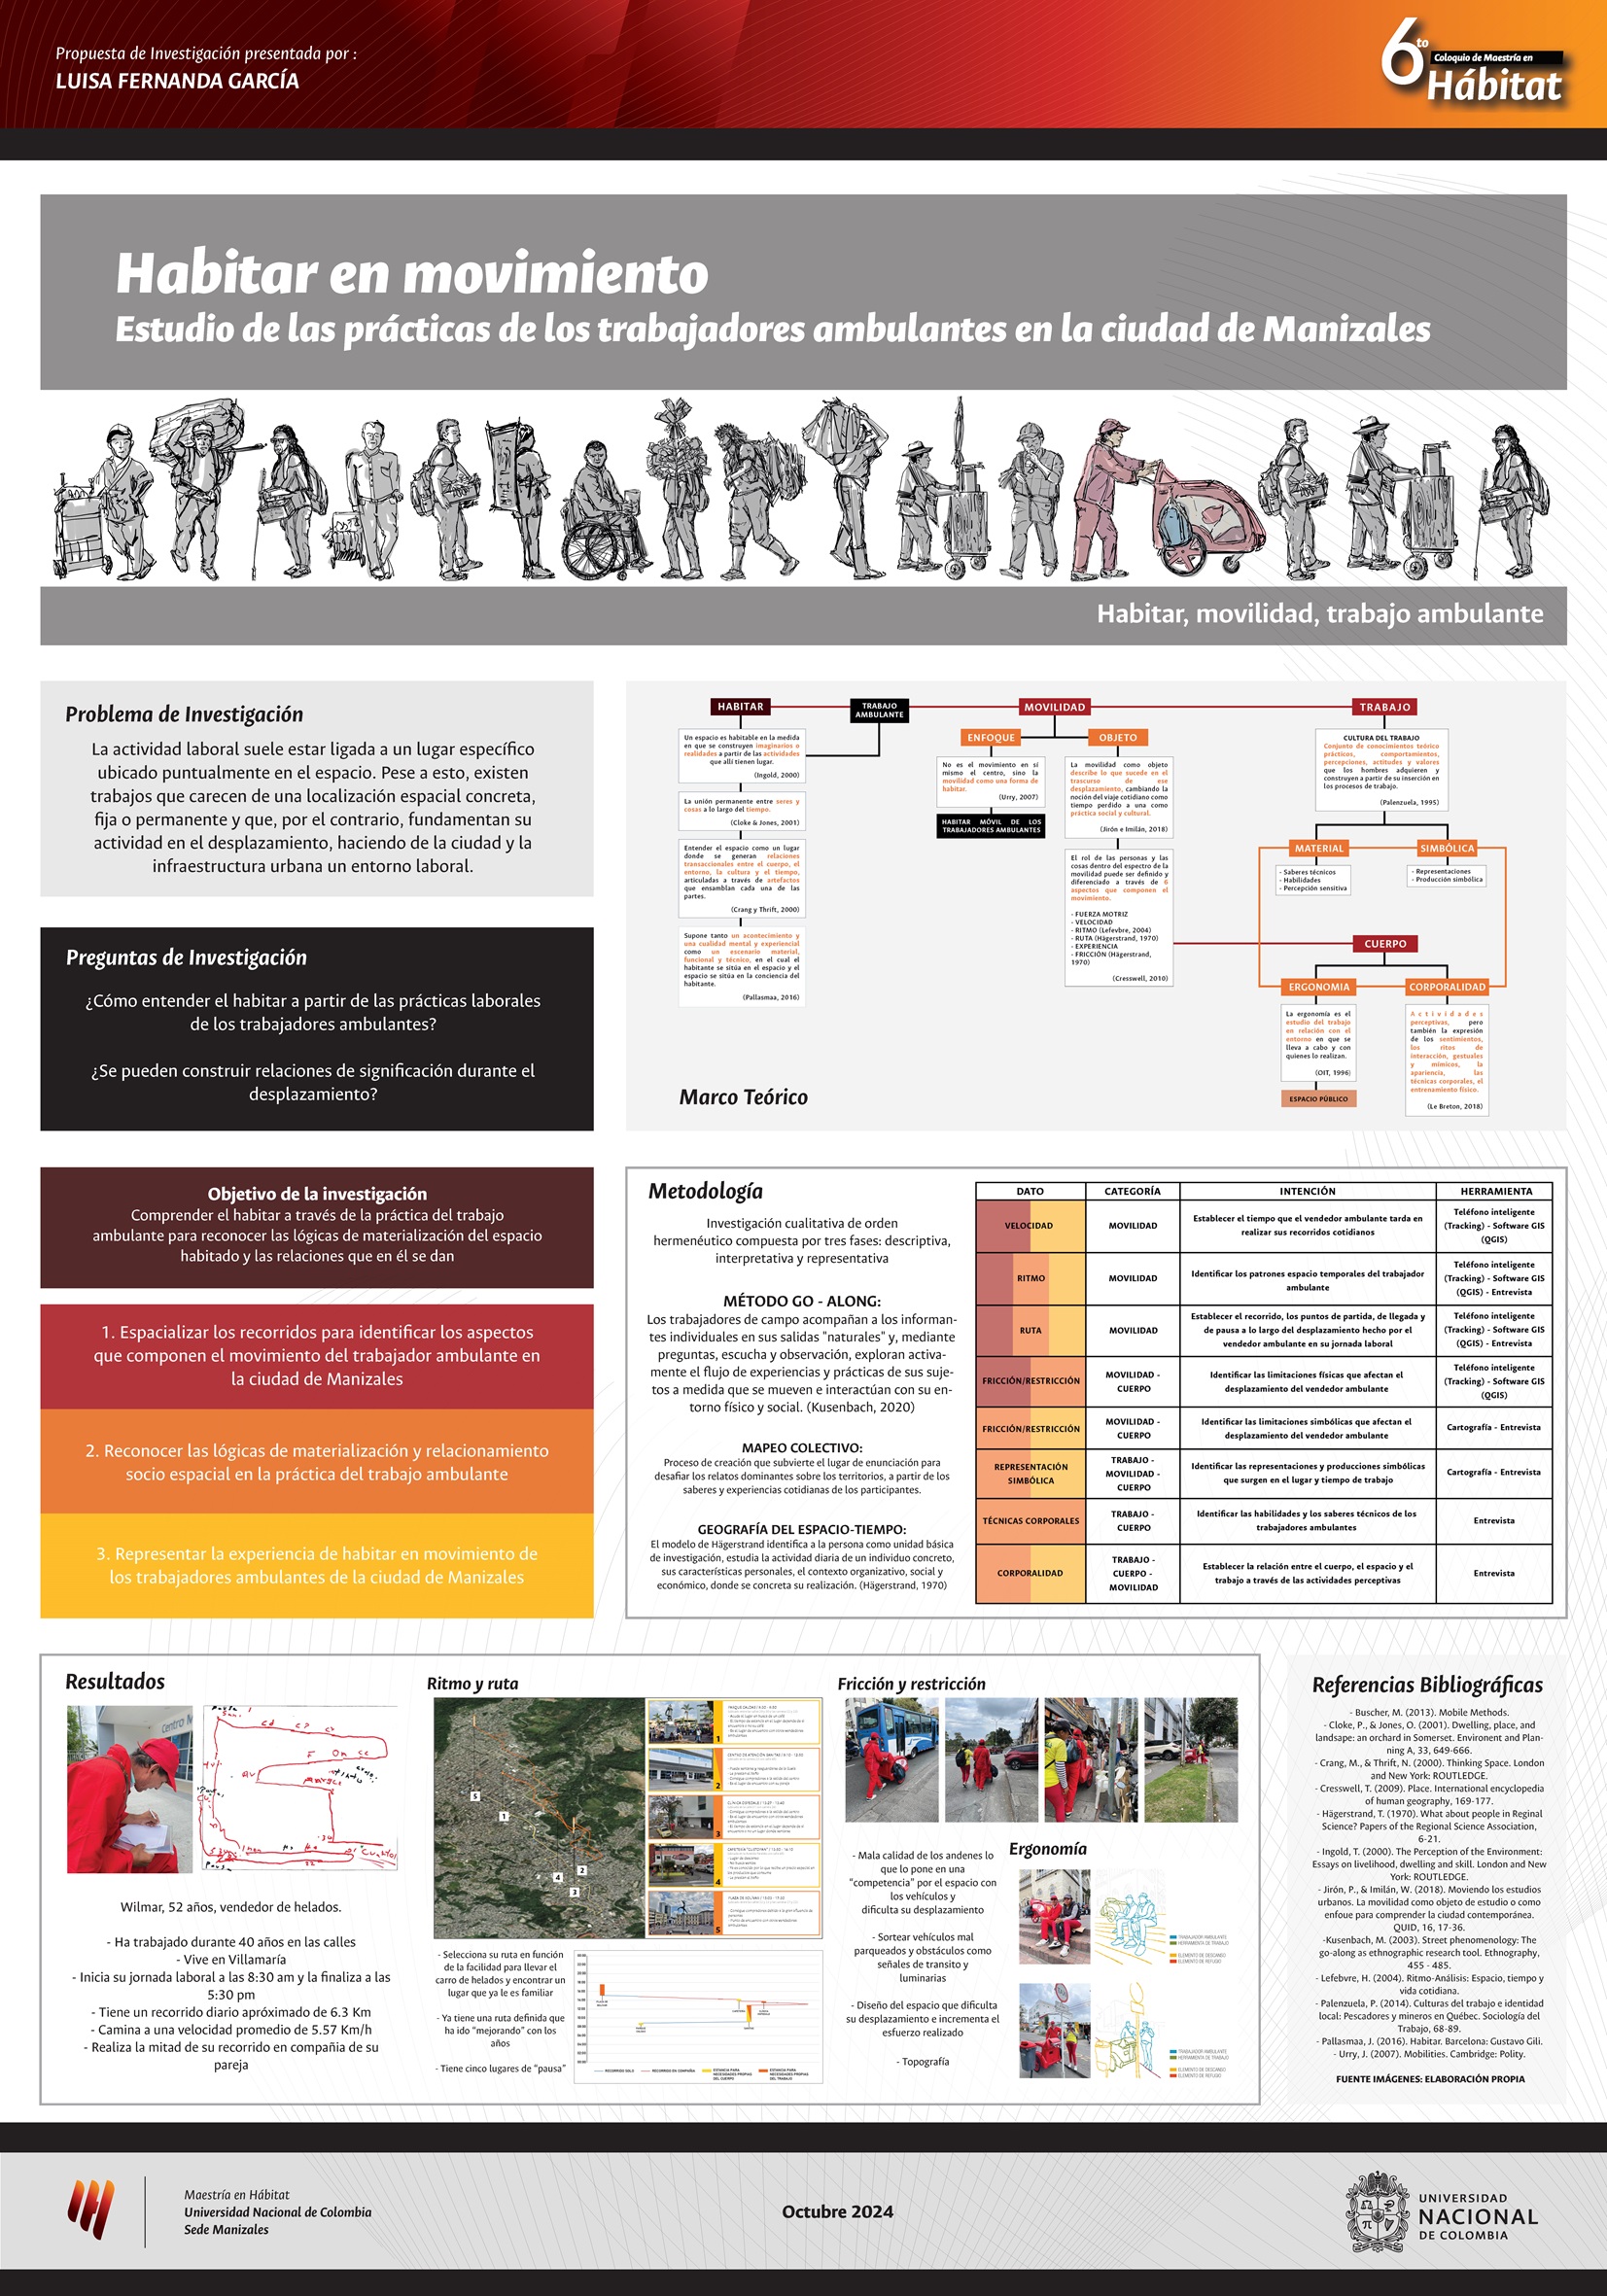 Propuesta de Investigación presentada por :
LUISA FERNANDA GARCÍA
6to
Coloquio de Maestría en
Hábitat
Habitar en movimiento
Estudio de las prácticas de los trabajadores ambulantes en la ciudad de Manizales
Habitar, movilidad, trabajo ambulante
Problema de Investigación
La actividad laboral suele estar ligada a un lugar específico
ubicado puntualmente en el espacio. Pese a esto, existen
trabajos que carecen de una localización espacial concreta,
fija o permanente y que, por el contrario, fundamentan su
actividad en el desplazamiento, haciendo de la ciudad y la
infraestructura urbana un entorno laboral.
Preguntas de Investigación
¿Cómo entender el habitar a partir de las prácticas laborales
de los trabajadores ambulantes?
¿Se pueden construir relaciones de significación durante el
desplazamiento?
HABITAR
Un espacio es habitable en la medida
en que se construyen imaginarios o
realidades a partir de las actividades
que allí tienen lugar.
(Ingold, 2000)
La unión permanente entre seres y
cosas a lo largo del tiempo.
(Cloke & Jones, 2001)
Entender el espacio como un lugar
donde se generan relaciones
transaccionales entre el cuerpo, el
entorno, la cultura y el tiempo,
articuladas a través de artefactos
que ensamblan cada una de las
partes.
(Crang y Thrift, 2000)
Supone tanto un acontecimiento y
una cualidad mental y experiencial
como un escenario material,
funcional y técnico, en el cual el
habitante se sitúa en el espacio y el
espacio se sitúa en la conciencia del
habitante.
(Pallasmaa, 2016)
TRABAJO
AMBULANTE
MOVILIDAD
ENFOQUE
No es el movimiento en sí
mismo el centro, sino la
movilidad como una forma de
habitar.
(Urry, 2007)
HABITAR MÓVIL DE LOS
TRABAJADORES AMBULANTES
OBJETO
La movilidad como objeto
describe lo que sucede en el
trascurso de ese
desplazamiento, cambiando la
noción del viaje cotidiano como
tiempo perdido a una como
práctica social y cultural.
(Jirón e Imilán, 2018)
El rol de las personas y las
cosas dentro del espectro de la
movilidad puede ser definido y
diferenciado a través de 6
aspectos que componen el
movimiento.
- FUERZA MOTRIZ
- VELOCIDAD
- RITMO (Lefevbre, 2004)
- RUTA (Hägerstrand, 1970)
- EXPERIENCIA
- FRICCIÓN (Hägerstrand,
1970)
(Cresswell, 2010)
TRABAJO
CULTURA DEL TRABAJO
Conjunto de conocimientos teórico
prácticos, comportamientos,
percepciones, actitudes y valores
que los hombres adquieren y
construyen a partir de su inserción en
los procesos de trabajo.
(Palenzuela, 1995)
MATERIAL
- Saberes técnicos
- Habilidades
- Percepción sensitiva
SIMBÓLICA
- Representaciones
- Producción simbólica
CUERPO
ERGONOMIA
La ergonomía es el
estudio del trabajo
en relación con el
entorno en que se
lleva a cabo y con
quienes lo realizan.
(OIT, 1996)
ESPACIO PÚBLICO
CORPORALIDAD
Actividades
perceptivas, pero
también la expresión
de los sentimientos,
los ritos de
interacción, gestuales
y mímicos, la
apariencia, las
técnicas corporales, el
entrenamiento físico.
(Le Breton, 2018)
Marco Teórico
Objetivo de la investigación
Comprender el habitar a través de la práctica del trabajo
ambulante para reconocer las lógicas de materialización del espacio
habitado y las relaciones que en él se dan
1. Espacializar los recorridos para identificar los aspectos
que componen el movimiento del trabajador ambulante en
la ciudad de Manizales
2. Reconocer las lógicas de materialización y relacionamiento
socio espacial en la práctica del trabajo ambulante
3. Representar la experiencia de habitar en movimiento de
los trabajadores ambulantes de la ciudad de Manizales
Metodología
Investigación cualitativa de orden
hermenéutico compuesta por tres fases: descriptiva,
interpretativa y representativa
MÉTODO GO - ALONG:
Los trabajadores de campo acompañan a los informan-
tes individuales en sus salidas "naturales" y, mediante
preguntas, escucha y observación, exploran activa-
mente el flujo de experiencias y prácticas de sus suje-
tos a medida que se mueven e interactúan con su en-
torno físico y social. (Kusenbach, 2020)
MAPEO COLECTIVO:
Proceso de creación que subvierte el lugar de enunciación para
desafiar los relatos dominantes sobre los territorios, a partir de los
saberes y experiencias cotidianas de los participantes.
GEOGRAFÍA DEL ESPACIO-TIEMPO:
El modelo de Hägerstrand identifica a la persona como unidad básica
de investigación, estudia la actividad diaria de un individuo concreto,
sus características personales, el contexto organizativo, social y
económico, donde se concreta su realización. (Hägerstrand, 1970)
DATO CATEGORÍA INTENCIÓN HERRAMIENTA
VELOCIDAD
MOVILIDAD
Establecer el tiempo que el vendedor ambulante tarda en
realizar sus recorridos cotidianos
Teléfono inteligente
(Tracking) - Software GIS
(QGIS)
RITMO
MOVILIDAD
Identificar los patrones espacio temporales del trabajador
ambulante
Teléfono inteligente
(Tracking) - Software GIS
(QGIS) - Entrevista
RUTA
MOVILIDAD
Establecer el recorrido, los puntos de partida, de llegada y
de pausa a lo largo del desplazamiento hecho por el
vendedor ambulante en su jornada laboral
Teléfono inteligente
(Tracking) - Software GIS
(QGIS) - Entrevista
FRICCIÓN/RESTRICCIÓN
MOVILIDAD -
CUERPO
Identificar las limitaciones físicas que afectan el
desplazamiento del vendedor ambulante
Teléfono inteligente
(Tracking) - Software GIS
(QGIS)
FRICCIÓN/RESTRICCIÓN
MOVILIDAD -
CUERPO
Identificar las limitaciones simbólicas que afectan el
desplazamiento del vendedor ambulante
Cartografía - Entrevista
REPRESENTACIÓN
SIMBÓLICA
TRABAJO -
MOVILIDAD -
CUERPO
Identificar las representaciones y producciones simbólicas
que surgen en el lugar y tiempo de trabajo
Cartografía - Entrevista
TÉCNICAS CORPORALES
TRABAJO -
CUERPO
Identificar las habilidades y los saberes técnicos de los
trabajadores ambulantes
Entrevista
CORPORALIDAD
TRABAJO -
CUERPO -
MOVILIDAD
Establecer la relación entre el cuerpo, el espacio y el
trabajo a través de las actividades perceptivas
Entrevista
Resultados
Wilmar, 52 años, vendedor de helados.
- Ha trabajado durante 40 años en las calles
- Vive en Villamaría
- Inicia su jornada laboral a las 8:30 am y la finaliza a las
5:30 pm
- Tiene un recorrido diario apróximado de 6.3 Km
- Camina a una velocidad promedio de 5.57 Km/h
- Realiza la mitad de su recorrido en compañia de su
pareja
Ritmo y ruta
5
1
2
4
3
1
2
3
4
5
- Selecciona su ruta en función
de la facilidad para llevar el
carro de helados y encontrar un
lugar que ya le es familiar
- Ya tiene una ruta definida que
ha ido "mejorando" con los
años
- Tiene cinco lugares de "pausa"
Fricción y restricción
- Mala calidad de los andenes lo
que lo pone en una
"competencia" por el espacio con
los vehículos y
dificulta su desplazamiento
- Sortear vehículos mal
parqueados y obstáculos como
señales de transito y
luminarias
- Diseño del espacio que dificulta
su desplazamiento e incrementa el
esfuerzo realizado
- Topografía
Ergonomía
TRABAJADOR AMBULANTE
HERRAMIENTA DE TRABAJO
ELEMENTO DE DESCANSO
ELEMENTO DE REFUGIO
TRABAJADOR AMBULANTE
HERRAMIENTA DE TRABAJO
ELEMENTO DE DESCANSO
ELEMENTO DE REFUGIO
Referencias Bibliográficas
- Buscher, M. (2013). Mobile Methods.
- Cloke, P., & Jones, O. (2001). Dwelling, place, and
landsape: an orchard in Somerset. Environent and Plan-
ning A, 33, 649-666.
- Crang, M., & Thrift, N. (2000). Thinking Space. London
and New York: ROUTLEDGE.
- Cresswell, T. (2009). Place. International encyclopedia
of human geography, 169-177.
- Hägerstrand, T. (1970). What about people in Reginal
Science? Papers of the Regional Science Association,
6-21.
- Ingold, T. (2000). The Perception of the Environment:
Essays on livelihood, dwelling and skill. London and New
York: ROUTLEDGE.
- Jirón, P., & Imilán, W. (2018). Moviendo los estudios
urbanos. La movilidad como objeto de estudio o como
enfoue para comprender la ciudad contemporánea.
QUID, 16, 17-36.
-Kusenbach, M. (2003). Street phenomenology: The
go-along as ethnographic research tool. Ethnography,
455 - 485.
- Lefebvre, H. (2004). Ritmo-Análisis: Espacio, tiempo y
vida cotidiana.
- Palenzuela, P. (2014). Culturas del trabajo e identidad
local: Pescadores y mineros en Québec. Sociología del
Trabajo, 68-89.
- Pallasmaa, J. (2016). Habitar. Barcelona: Gustavo Gili.
- Urry, J. (2007). Mobilities. Cambridge: Polity.
FUENTE IMÁGENES: ELABORACIÓN PROPIA
Maestría en Hábitat
Universidad Nacional de Colombia
Sede Manizales
Octubre 2024
UNIVERSIDAD
NACIONAL
DE COLOMBIA